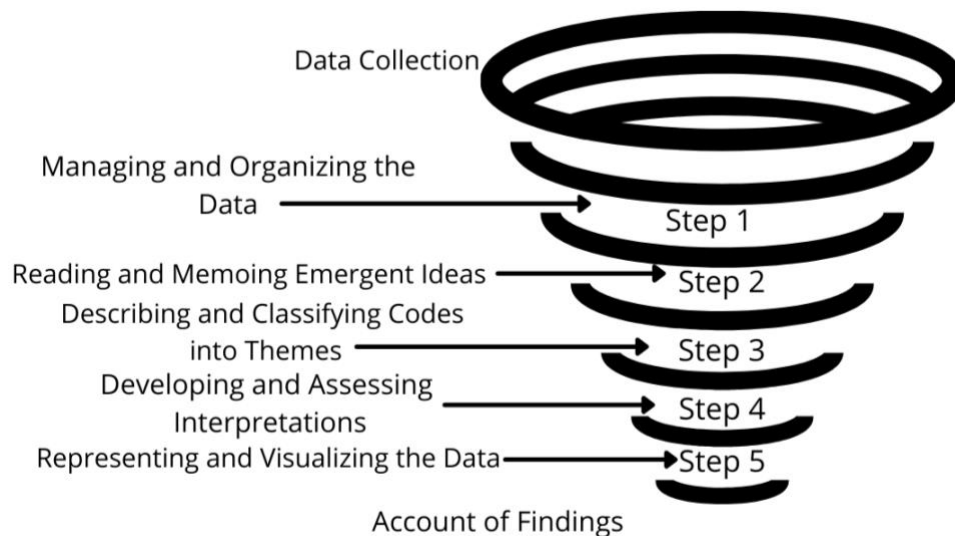 Data Collection
Managing and Organizing the
Data
Step 1
Reading and Memoing Emergent Ideas
Step 2
Describing and Classifying Codes
into Themes
Step 3
Developing and Assessing
Interpretations
Step 4
Representing and Visualizing the Data
Step 5
Account of Findings